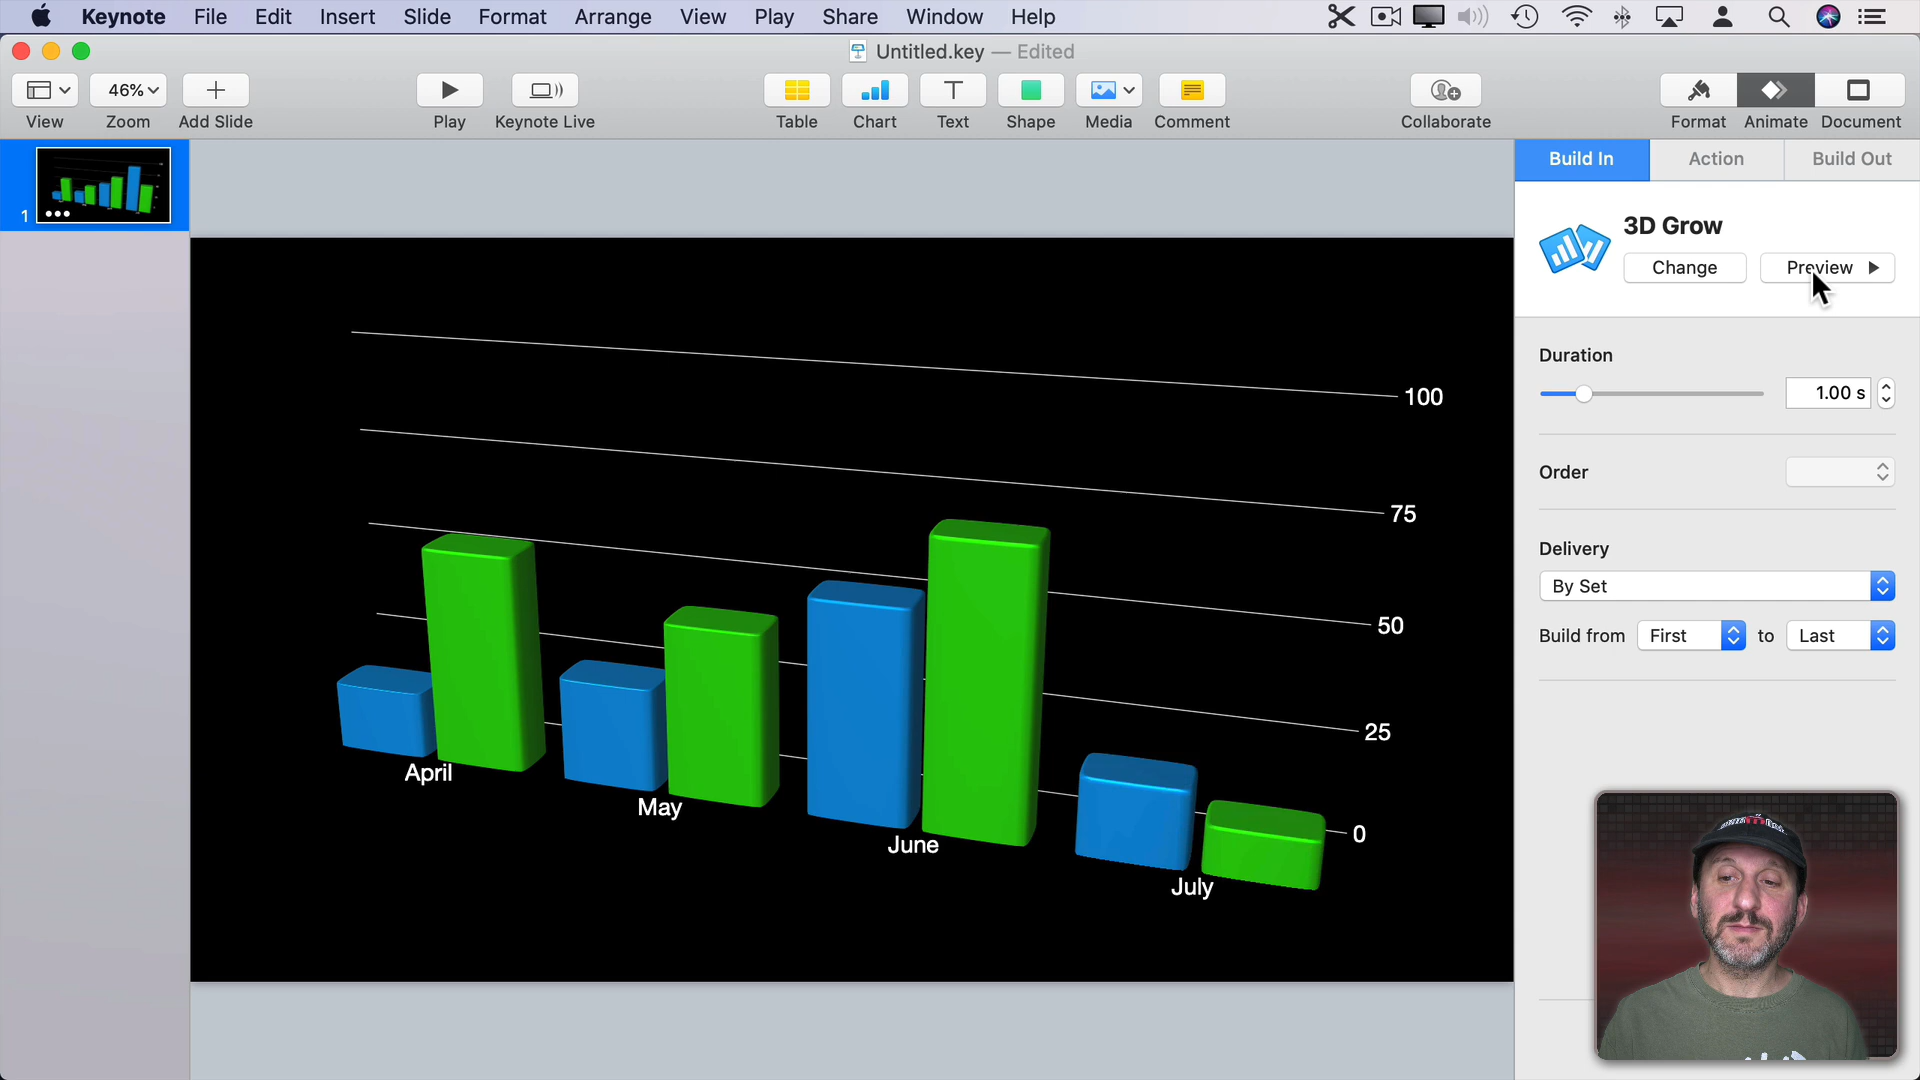 Keynote File Edit Insert Slide Format Arrange View Play Share Window Help
Untitled.key — Edited
46%
View Zoom Add Slide Play Keynote Live Table Chart Text Shape Media Comment Collaborate Format Animate Document
1
Build In Action Build Out
3D Grow
Change Preview
Duration
1.00 s
Order
Delivery
By Set
Build from First to Last
100
75
50
25
0
April
May
June
July